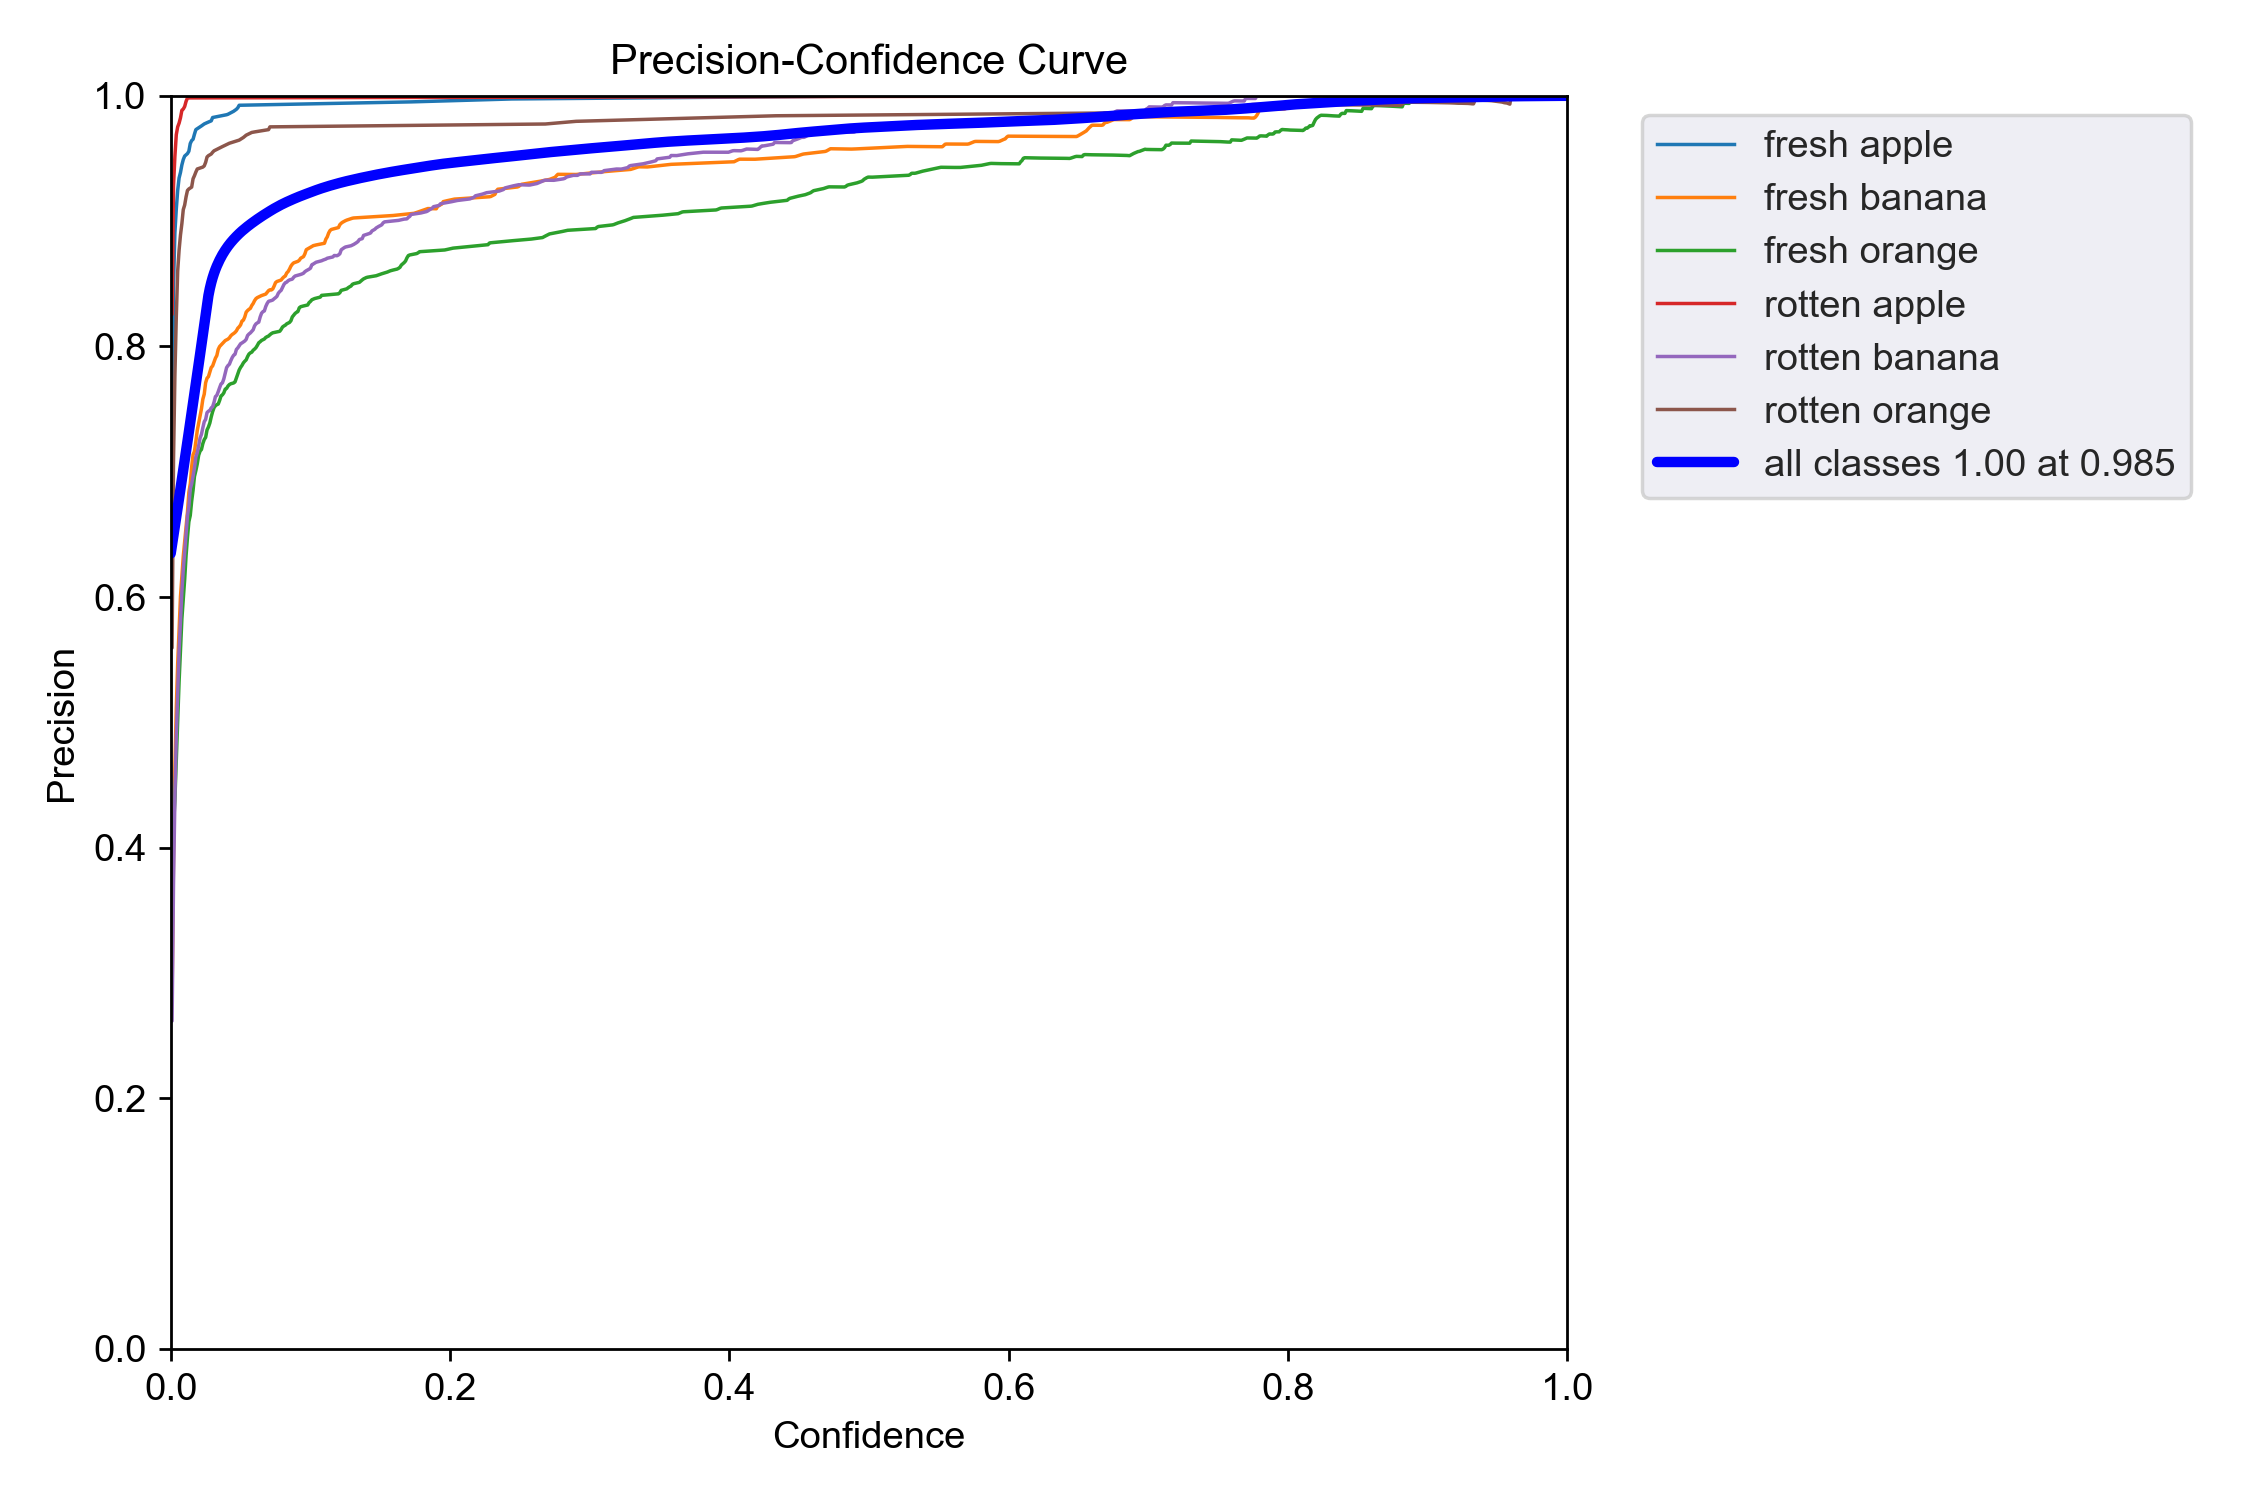 Precision-Confidence Curve
1.0
0.8
0.6
0.4
0.2
0.0
Precision
0.0 0.2 0.4 0.6 0.8 1.0
Confidence
fresh apple
fresh banana
fresh orange
rotten apple
rotten banana
rotten orange
all classes 1.00 at 0.985